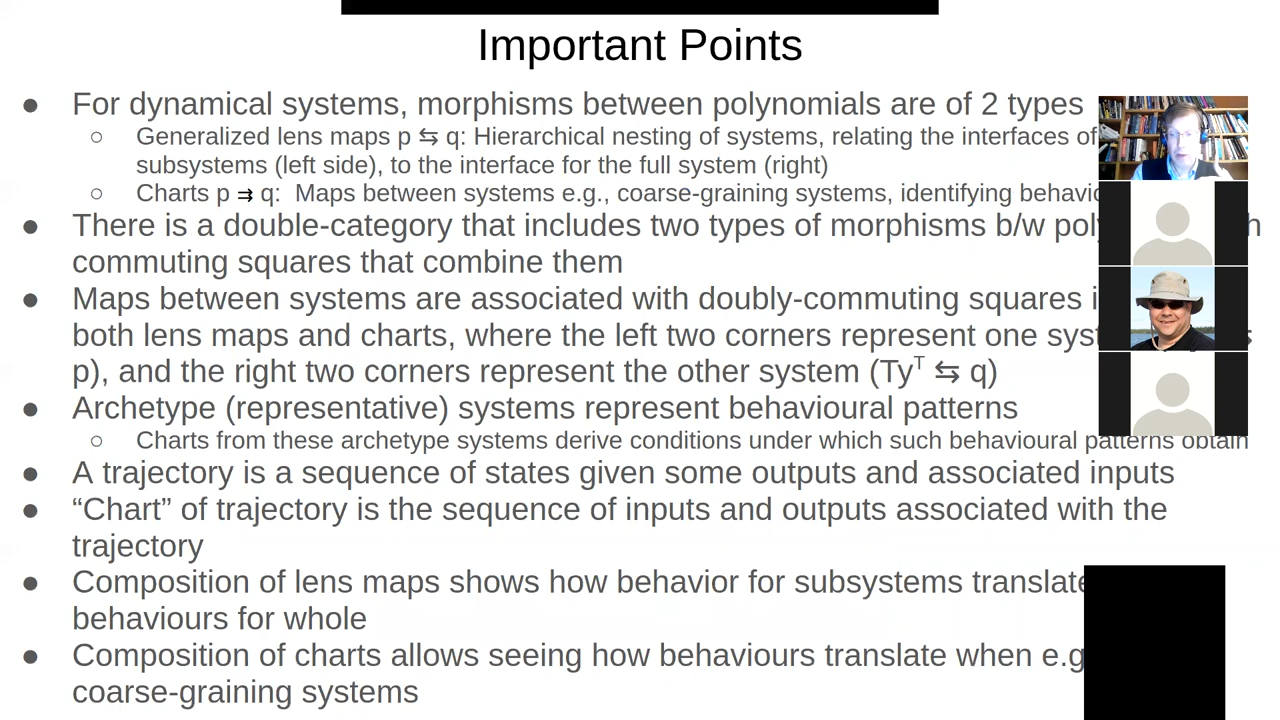 Important Points
● For dynamical systems, morphisms between polynomials are of 2 types
○ Generalized lens maps p ⇆ q: Hierarchical nesting of systems, relating the interfaces of
subsystems (left side), to the interface for the full system (right)
○ Charts p ⇉ q: Maps between systems e.g., coarse-graining systems, identifying
● There is a double-category that includes two types of morphisms b/w
commuting squares that combine them
● Maps between systems are associated with doubly-commuting squares
both lens maps and charts, where the left two corners represent one
p), and the right two corners represent the other system (Tyᵀ ⇆ q)
● Archetype (representative) systems represent behavioural patterns
○ Charts from these archetype systems derive conditions under which such behavioural patterns obtain
● A trajectory is a sequence of states given some outputs and associated inputs
● “Chart” of trajectory is the sequence of inputs and outputs associated with the
trajectory
● Composition of lens maps shows how behavior for subsystems translate
behaviours for whole
● Composition of charts allows seeing how behaviours translate when e.g
coarse-graining systems